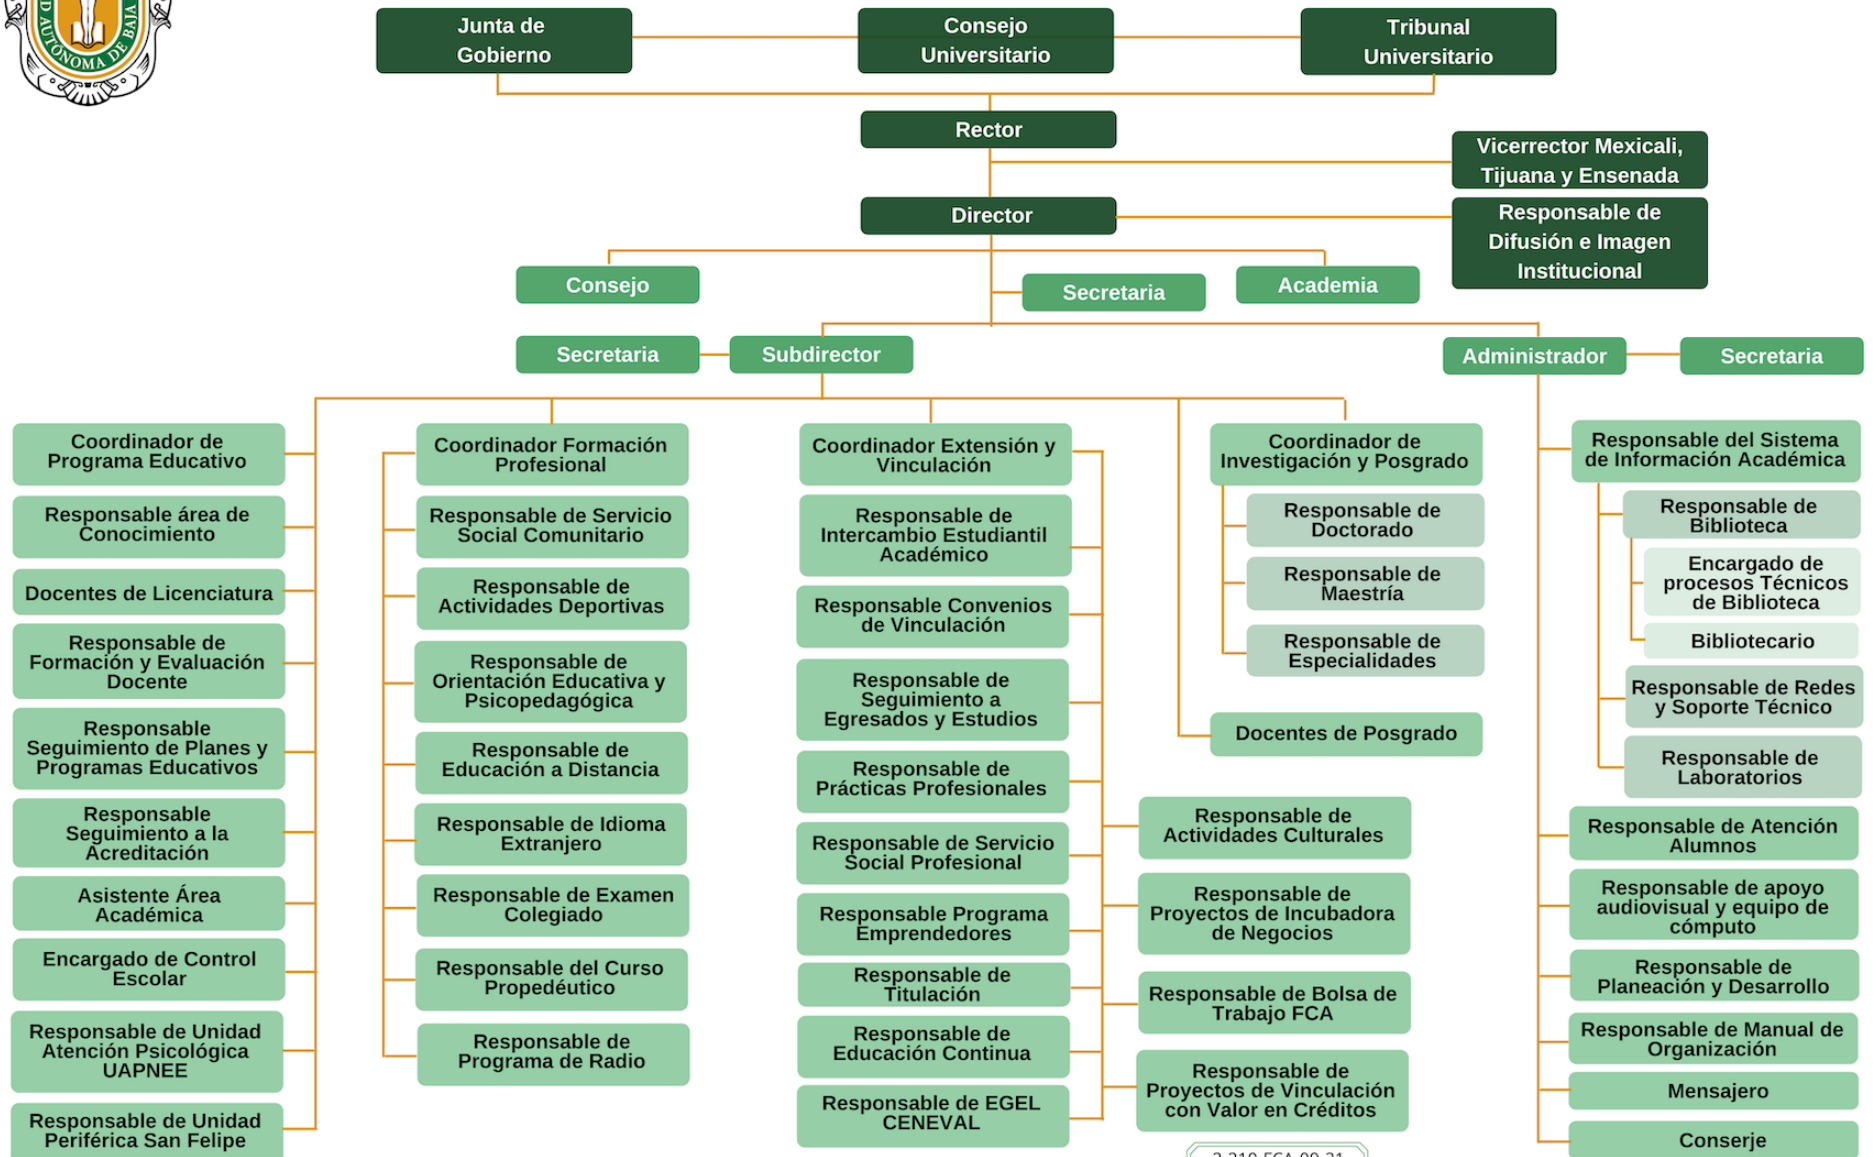 D AUTÓNOMA DE BAJA
Junta de
Gobierno
Consejo
Universitario
Tribunal
Universitario
Rector
Vicerrector Mexicali,
Tijuana y Ensenada
Director
Responsable de
Difusión e Imagen
Institucional
Consejo
Secretaria
Academia
Secretaria
Subdirector
Administrador
Secretaria
Coordinador de
Programa Educativo
Responsable área de
Conocimiento
Docentes de Licenciatura
Responsable de
Formación y Evaluación
Docente
Responsable
Seguimiento de Planes y
Programas Educativos
Responsable
Seguimiento a la
Acreditación
Asistente Área
Académica
Encargado de Control
Escolar
Responsable de Unidad
Atención Psicológica
UAPNEE
Responsable de Unidad
Periférica San Felipe
Coordinador Formación
Profesional
Responsable de Servicio
Social Comunitario
Responsable de
Actividades Deportivas
Responsable de
Orientación Educativa y
Psicopedagógica
Responsable de
Educación a Distancia
Responsable de Idioma
Extranjero
Responsable de Examen
Colegiado
Responsable del Curso
Propedéutico
Responsable de
Programa de Radio
Coordinador Extensión y
Vinculación
Responsable de
Intercambio Estudiantil
Académico
Responsable Convenios
de Vinculación
Responsable de
Seguimiento a
Egresados y Estudios
Responsable de
Prácticas Profesionales
Responsable de Servicio
Social Profesional
Responsable Programa
Emprendedores
Responsable de
Titulación
Responsable de
Educación Continua
Responsable de EGEL
CENEVAL
Responsable de
Actividades Culturales
Responsable de
Proyectos de Incubadora
de Negocios
Responsable de Bolsa de
Trabajo FCA
Responsable de
Proyectos de Vinculación
con Valor en Créditos
Coordinador de
Investigación y Posgrado
Responsable de
Doctorado
Responsable de
Maestría
Responsable de
Especialidades
Docentes de Posgrado
Responsable del Sistema
de Información Académica
Responsable de
Biblioteca
Encargado de
procesos Técnicos
de Biblioteca
Bibliotecario
Responsable de Redes
y Soporte Técnico
Responsable de
Laboratorios
Responsable de Atención
Alumnos
Responsable de apoyo
audiovisual y equipo de
cómputo
Responsable de
Planeación y Desarrollo
Responsable de Manual de
Organización
Mensajero
Conserje